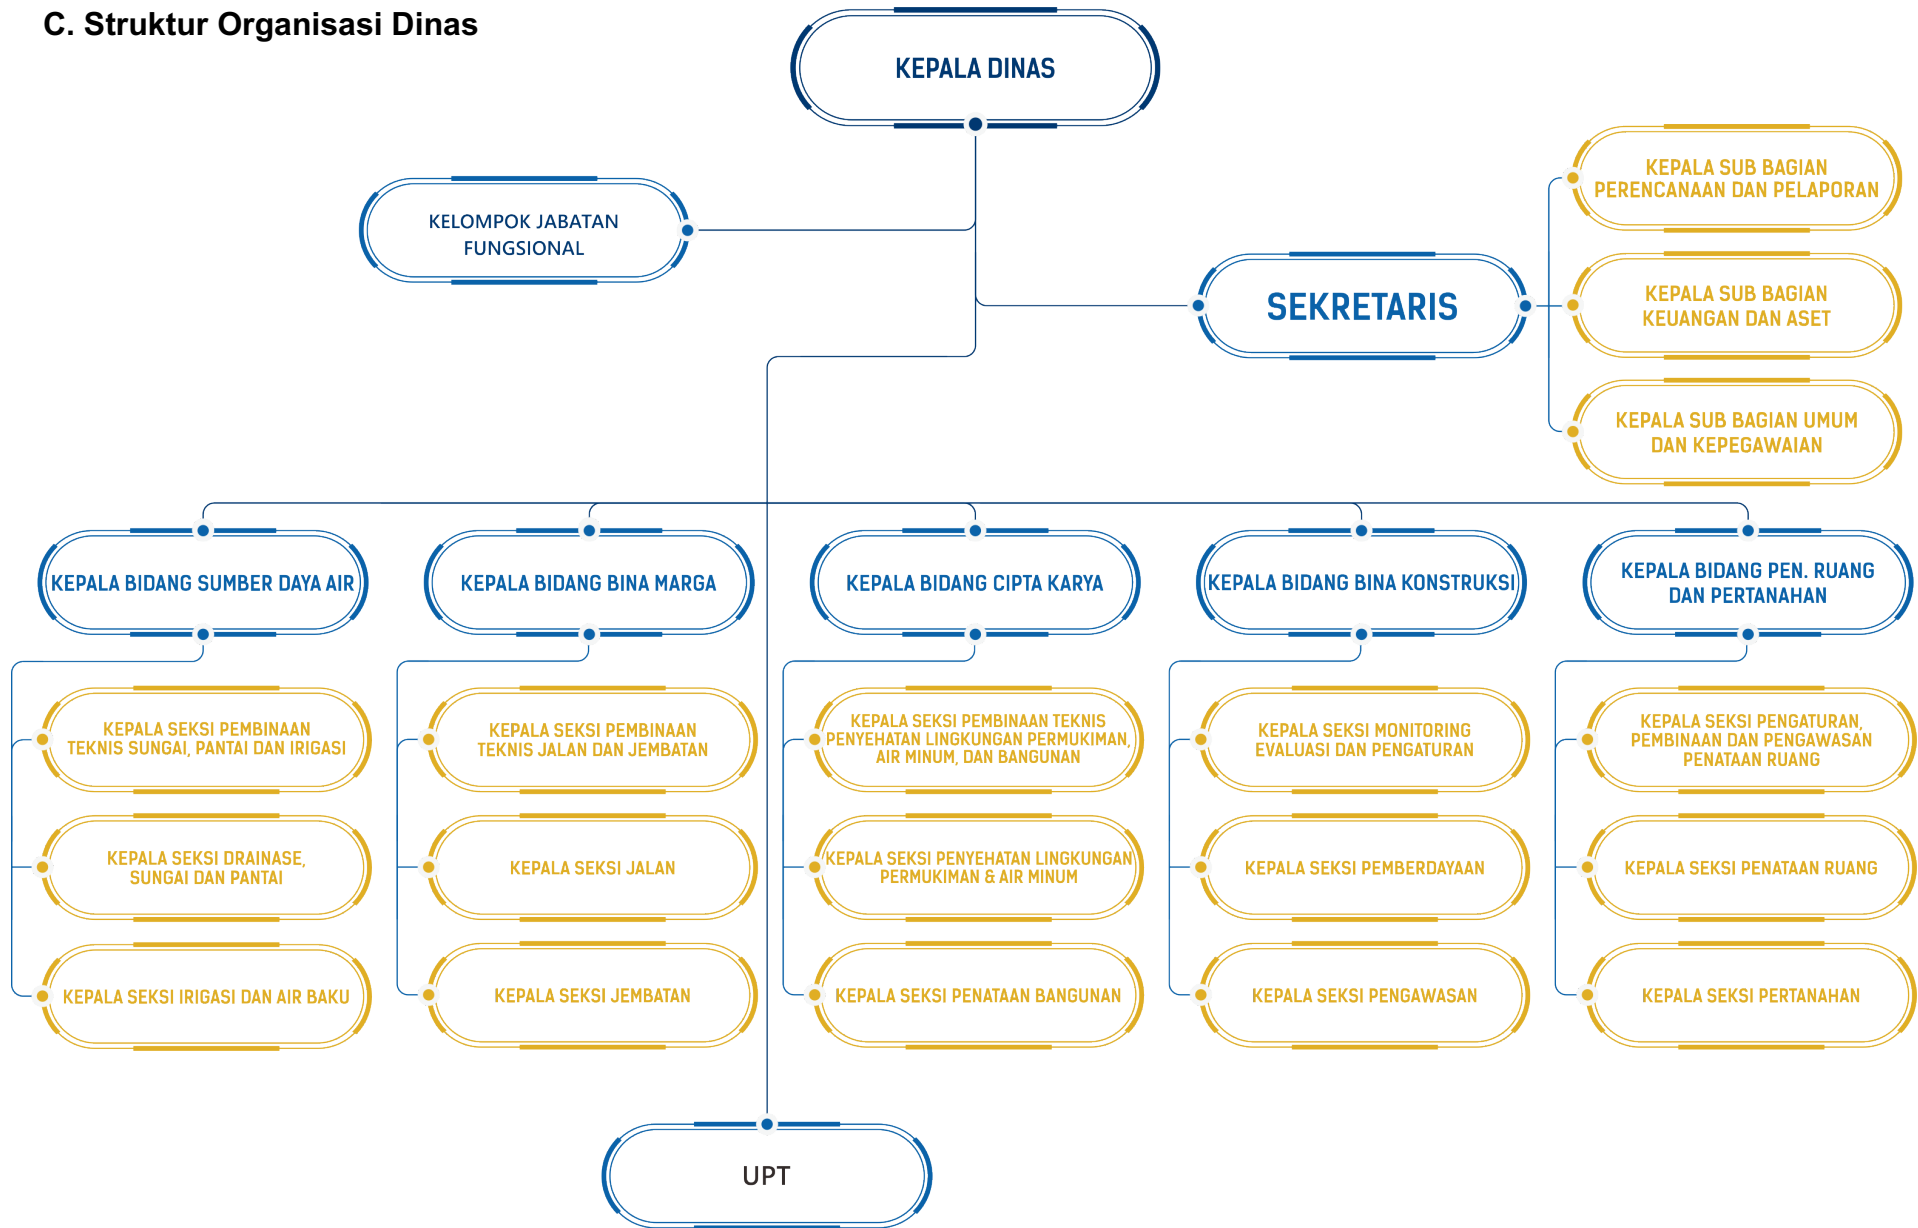 C. Struktur Organisasi Dinas
KEPALA DINAS
KELOMPOK JABATAN
FUNGSIONAL
SEKRETARIS
KEPALA SUB BAGIAN
PERENCANAAN DAN PELAPORAN
KEPALA SUB BAGIAN
KEUANGAN DAN ASET
KEPALA SUB BAGIAN UMUM
DAN KEPEGAWAIAN
KEPALA BIDANG SUMBER DAYA AIR
KEPALA BIDANG BINA MARGA
KEPALA BIDANG CIPTA KARYA
KEPALA BIDANG BINA KONSTRUKSI
KEPALA BIDANG PEN. RUANG
DAN PERTANAHAN
KEPALA SEKSI PEMBINAAN
TEKNIS SUNGAI, PANTAI DAN IRIGASI
KEPALA SEKSI DRAINASE,
SUNGAI DAN PANTAI
KEPALA SEKSI IRIGASI DAN AIR BAKU
KEPALA SEKSI PEMBINAAN
TEKNIS JALAN DAN JEMBATAN
KEPALA SEKSI JALAN
KEPALA SEKSI JEMBATAN
KEPALA SEKSI PEMBINAAN TEKNIS
PENYEHATAN LINGKUNGAN PERMUKIMAN,
AIR MINUM, DAN BANGUNAN
KEPALA SEKSI PENYEHATAN LINGKUNGAN
PERMUKIMAN & AIR MINUM
KEPALA SEKSI PENATAAN BANGUNAN
KEPALA SEKSI MONITORING
EVALUASI DAN PENGATURAN
KEPALA SEKSI PEMBERDAYAAN
KEPALA SEKSI PENGAWASAN
KEPALA SEKSI PENGATURAN,
PEMBINAAN DAN PENGAWASAN
PENATAAN RUANG
KEPALA SEKSI PENATAAN RUANG
KEPALA SEKSI PERTANAHAN
UPT